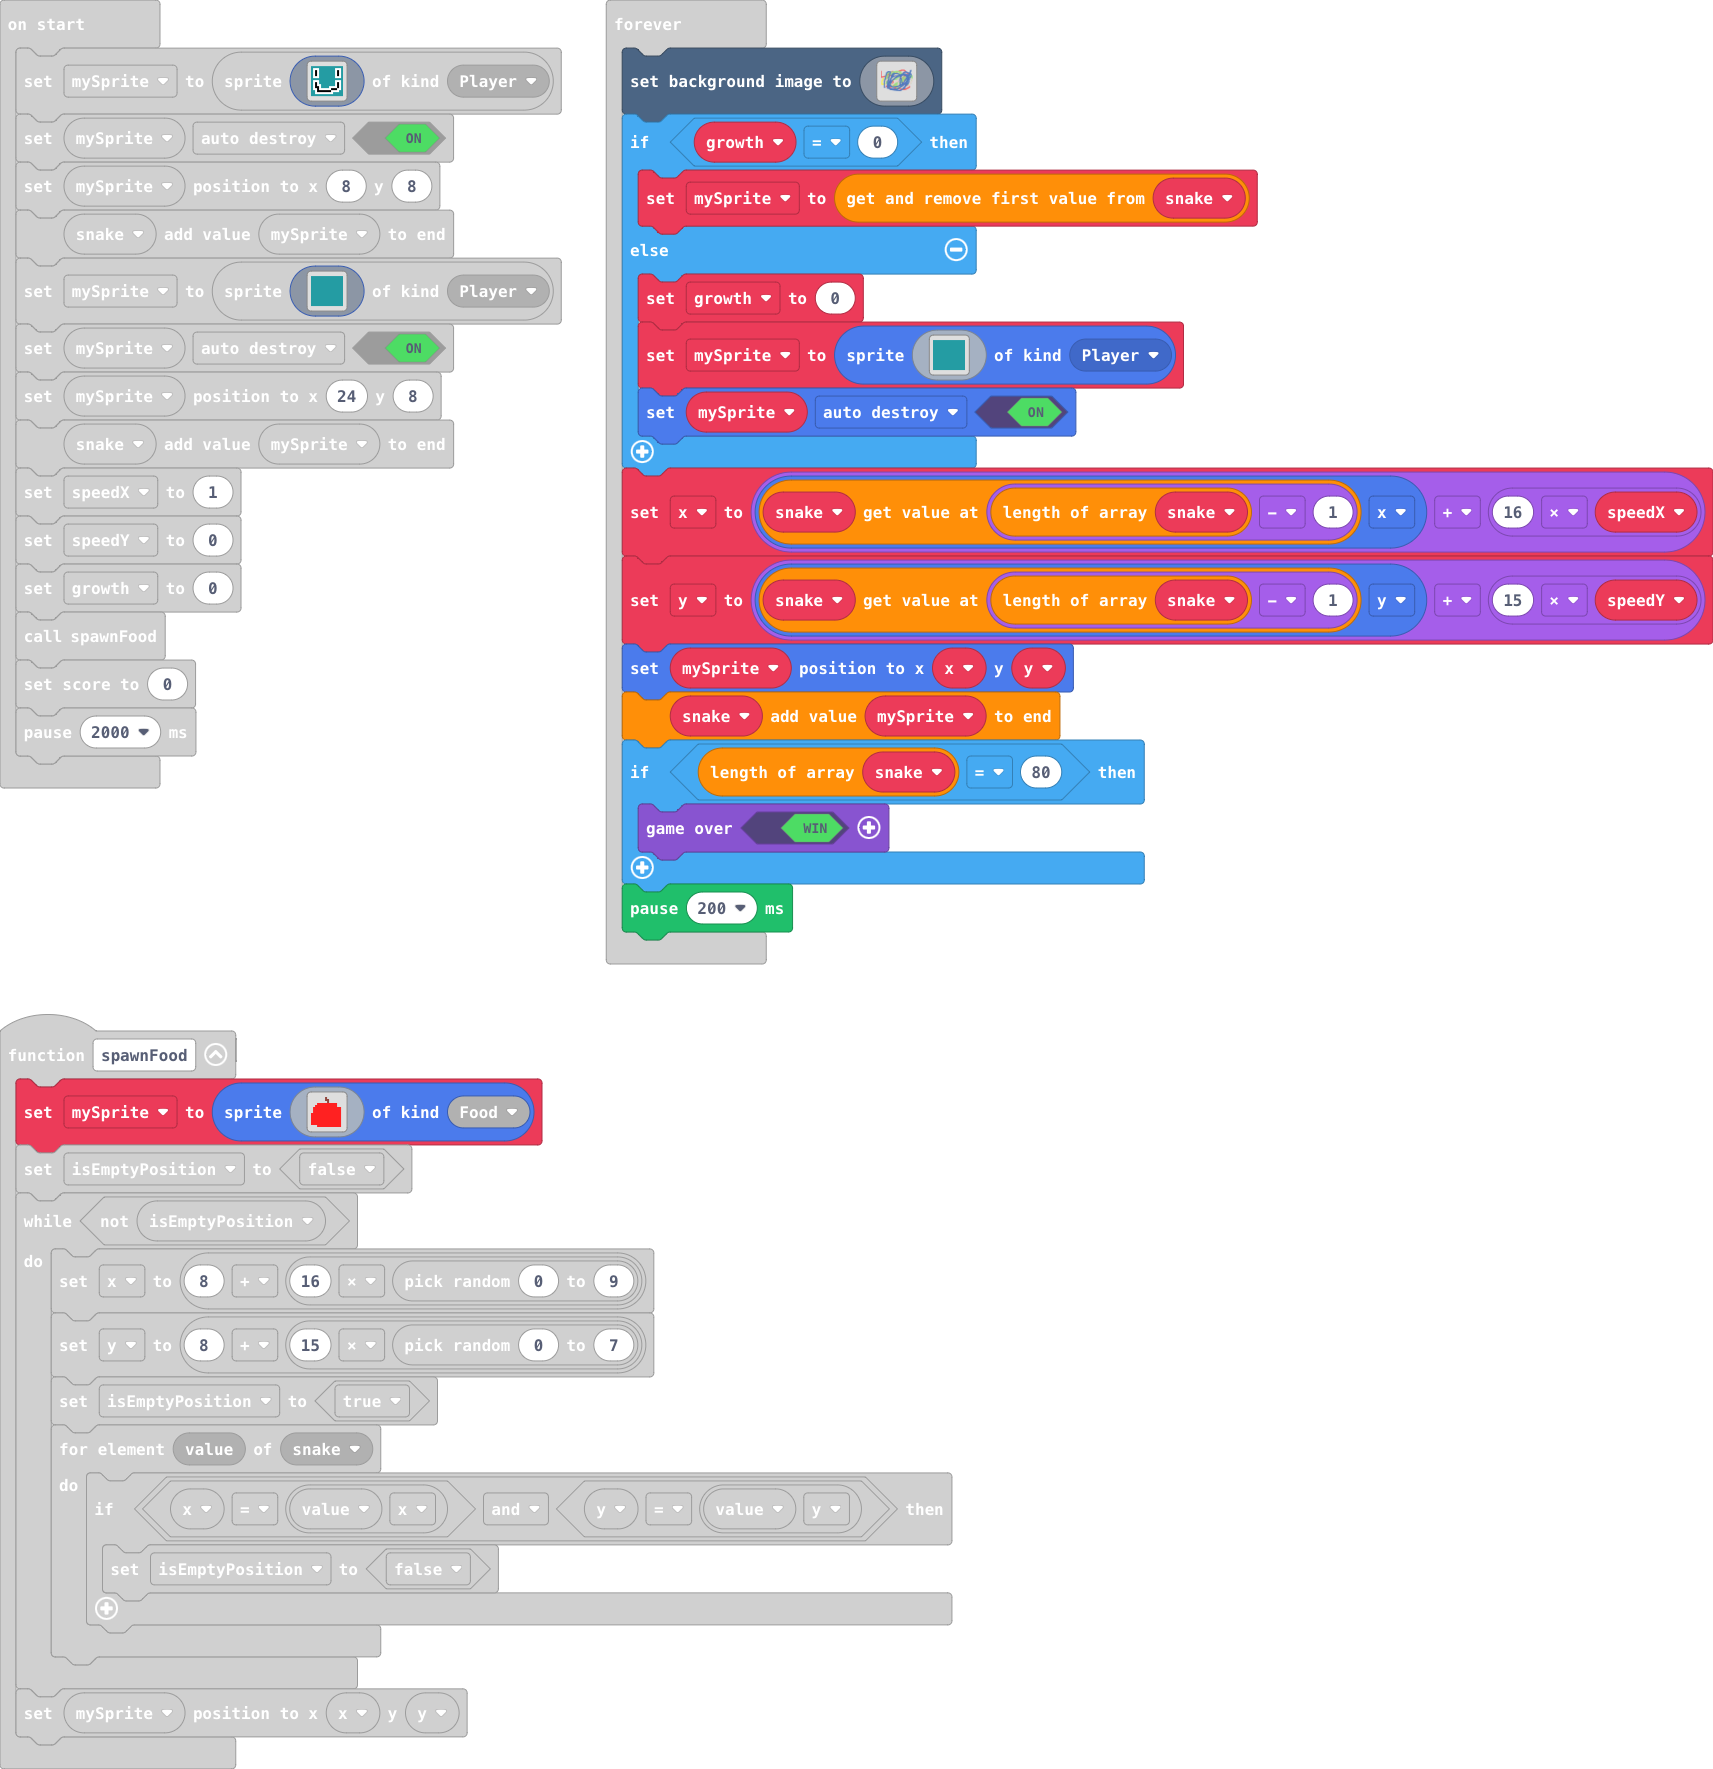 on start
set mySprite to sprite of kind Player
set mySprite auto destroy ON
set mySprite position to x 8 y 8
snake add value mySprite to end
set mySprite to sprite of kind Player
set mySprite auto destroy ON
set mySprite position to x 24 y 8
snake add value mySprite to end
set speedX to 1
set speedY to 0
set growth to 0
call spawnFood
set score to 0
pause 2000 ms
forever
set background image to
if growth = 0 then
set mySprite to get and remove first value from snake
else
set growth to 0
set mySprite to sprite of kind Player
set mySprite auto destroy ON
set x to snake get value at length of array snake - 1 x + 16 × speedX
set y to snake get value at length of array snake - 1 y + 15 × speedY
set mySprite position to x x y y
snake add value mySprite to end
if length of array snake = 80 then
game over WIN
pause 200 ms
function spawnFood
set mySprite to sprite of kind Food
set isEmptyPosition to false
while not isEmptyPosition
do
set x to 8 + 16 × pick random 0 to 9
set y to 8 + 15 × pick random 0 to 7
set isEmptyPosition to true
for element value of snake
do
if x = value x and y = value y then
set isEmptyPosition to false
set mySprite position to x x y y